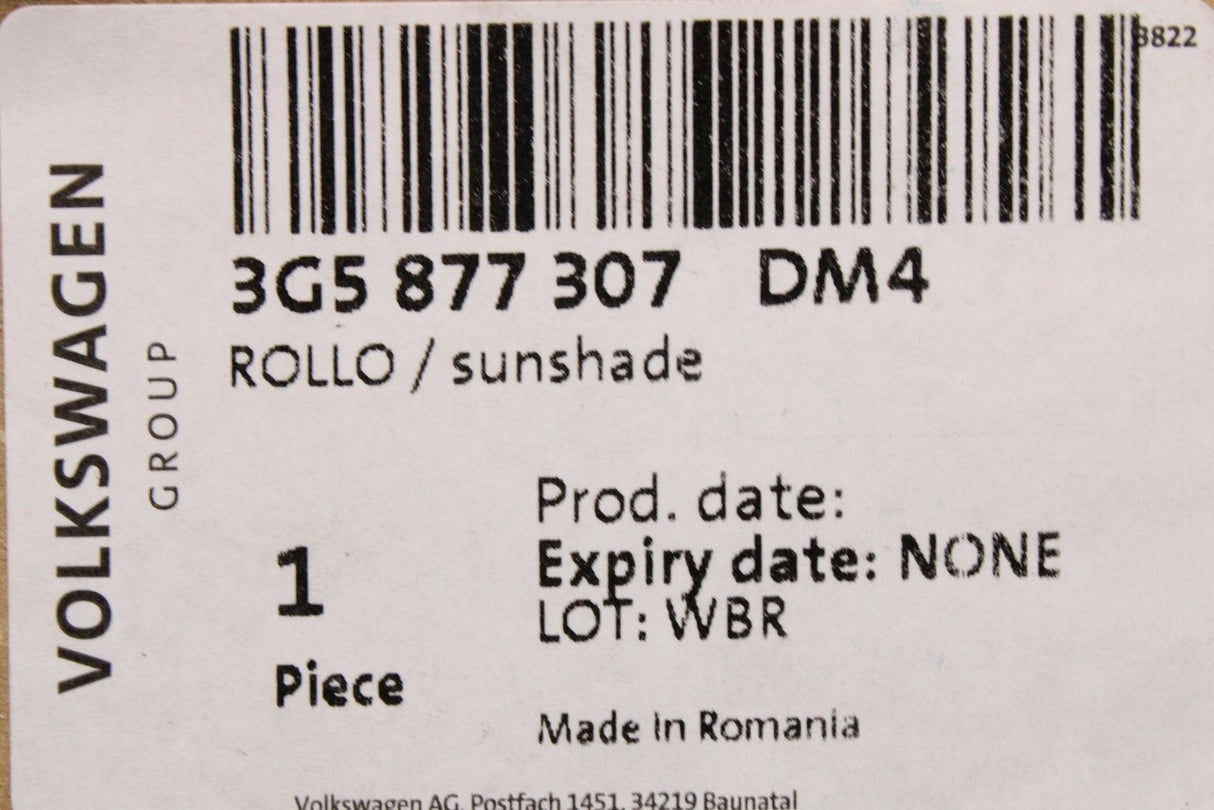 VOLKSWAGEN
GROUP
3822
3G5 877 307 DM4
ROLLO / sunshade
Prod. date:
Expiry date: NONE
LOT: WBR
1
Piece
Made In Romania
Volkswagen AG, Postfach 1451, 34219 Baunatal